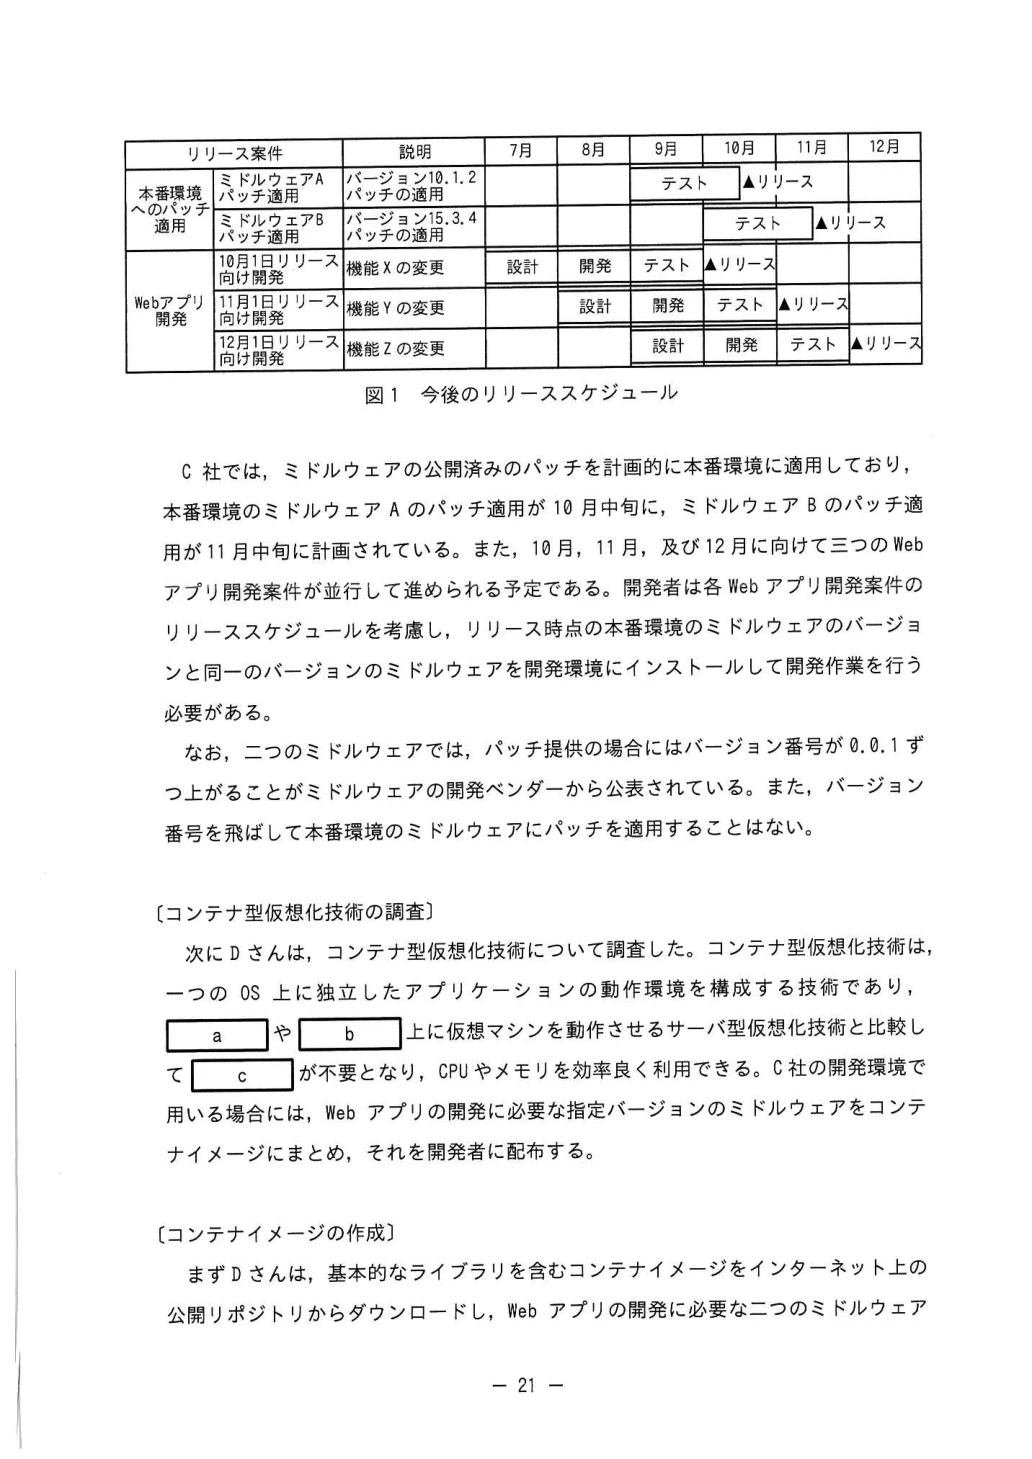 リリース案件 説明 7月 8月 9月 10月 11月 12月
本番環境へのパッチ適用 ミドルウェアAパッチ適用 バージョン10.1.2パッチの適用 テスト ▲リリース
ミドルウェアBパッチ適用 バージョン15.3.4パッチの適用 テスト ▲リリース
Webアプリ開発 10月1日リリース向け開発 機能Xの変更 設計 開発 テスト ▲リリース
11月1日リリース向け開発 機能Yの変更 設計 開発 テスト ▲リリース
12月1日リリース向け開発 機能Zの変更 設計 開発 テスト ▲リリース
図1 今後のリリーススケジュール
C 社では，ミドルウェアの公開済みのパッチを計画的に本番環境に適用しており，
本番環境のミドルウェア A のパッチ適用が 10 月中旬に，ミドルウェア B のパッチ適
用が 11 月中旬に計画されている。また，10月，11月，及び12月に向けて三つのWeb
アプリ開発案件が並行して進められる予定である。開発者は各 Web アプリ開発案件の
リリーススケジュールを考慮し，リリース時点の本番環境のミドルウェアのバージョ
ンと同一のバージョンのミドルウェアを開発環境にインストールして開発作業を行う
必要がある。
なお，二つのミドルウェアでは，パッチ提供の場合にはバージョン番号が 0.0.1 ず
つ上がることがミドルウェアの開発ベンダーから公表されている。また，バージョン
番号を飛ばして本番環境のミドルウェアにパッチを適用することはない。
〔コンテナ型仮想化技術の調査〕
次に D さんは，コンテナ型仮想化技術について調査した。コンテナ型仮想化技術は，
一つの OS 上に独立したアプリケーションの動作環境を構成する技術であり，
a や b 上に仮想マシンを動作させるサーバ型仮想化技術と比較し
て c が不要となり，CPU やメモリを効率良く利用できる。C 社の開発環境で
用いる場合には，Web アプリの開発に必要な指定バージョンのミドルウェアをコンテ
ナイメージにまとめ，それを開発者に配布する。
〔コンテナイメージの作成〕
まず D さんは，基本的なライブラリを含むコンテナイメージをインターネット上の
公開リポジトリからダウンロードし，Web アプリの開発に必要な二つのミドルウェア
－ 21 －